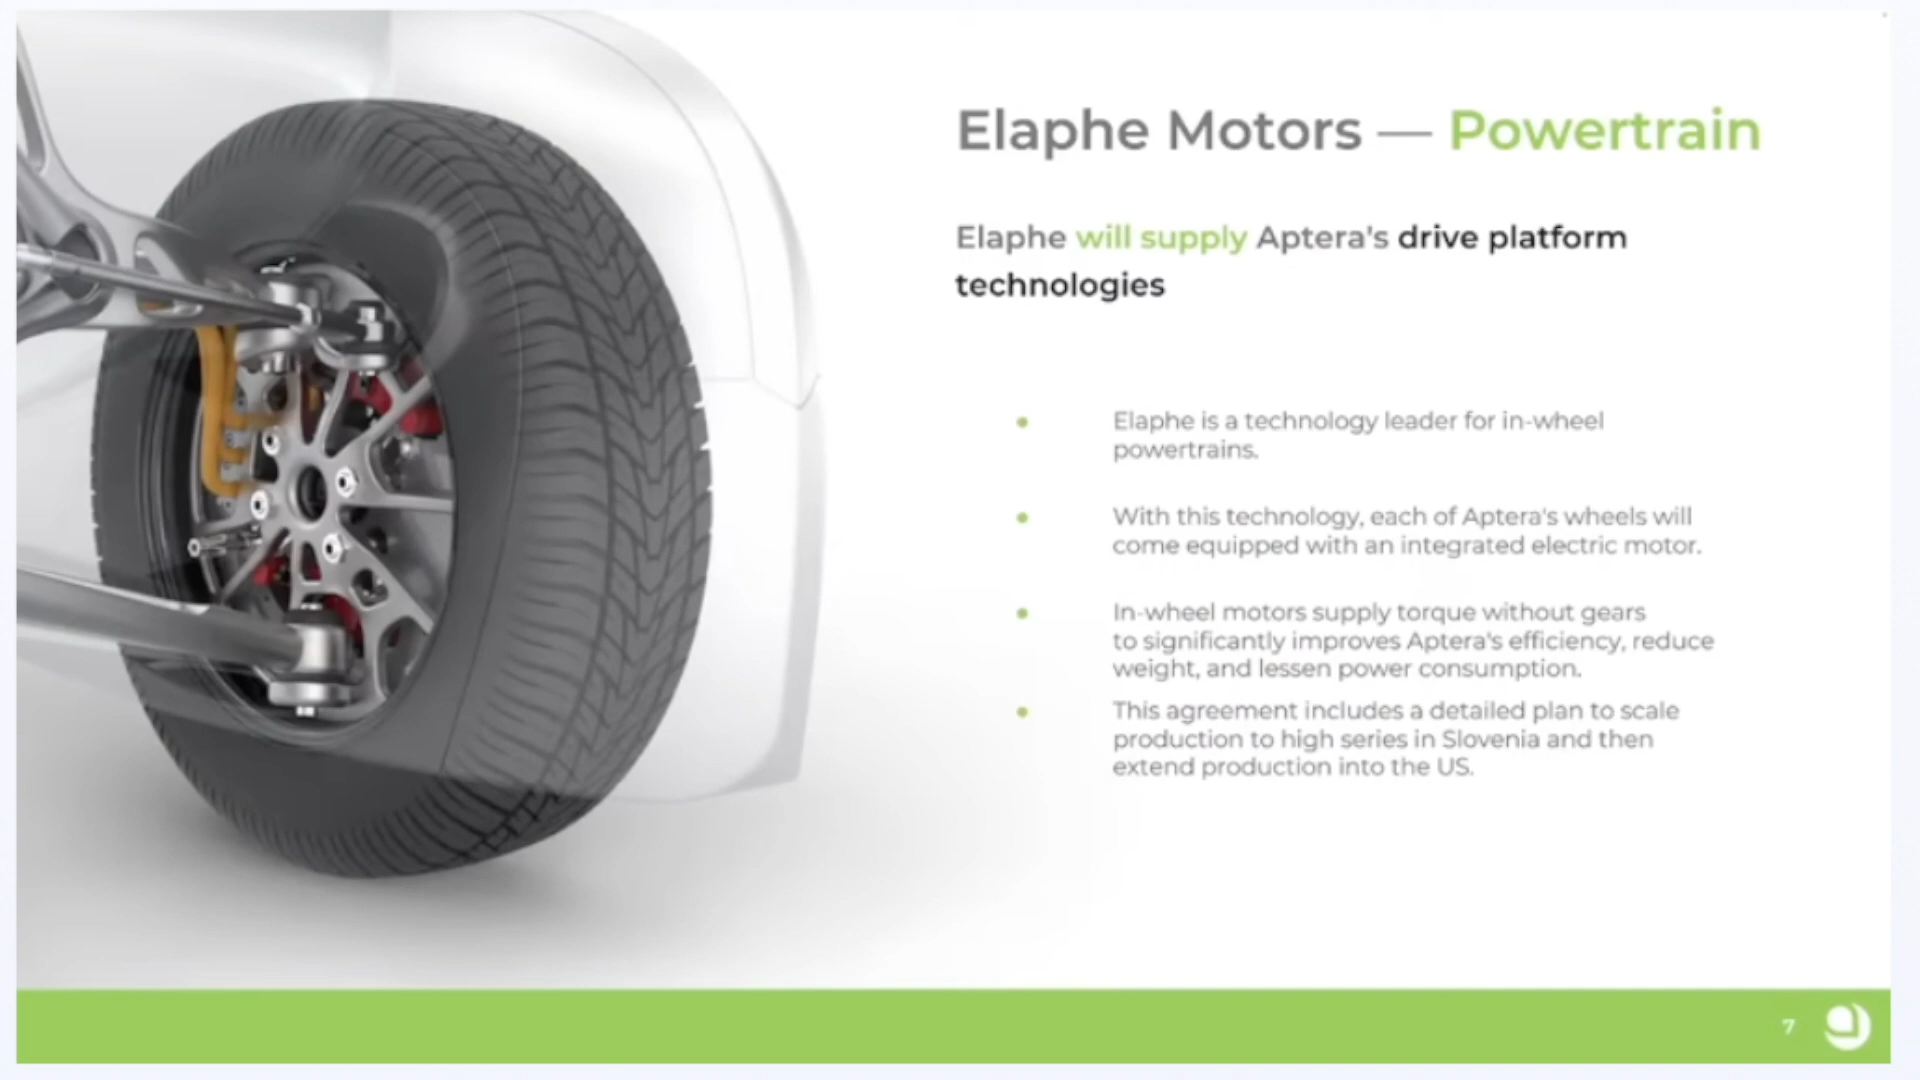 Elaphe Motors — Powertrain
Elaphe will supply Aptera's drive platform
technologies
• Elaphe is a technology leader for in-wheel
powertrains.
• With this technology, each of Aptera's wheels will
come equipped with an integrated electric motor.
• In-wheel motors supply torque without gears
to significantly improves Aptera's efficiency, reduce
weight, and lessen power consumption.
• This agreement includes a detailed plan to scale
production to high series in Slovenia and then
extend production into the US.
7